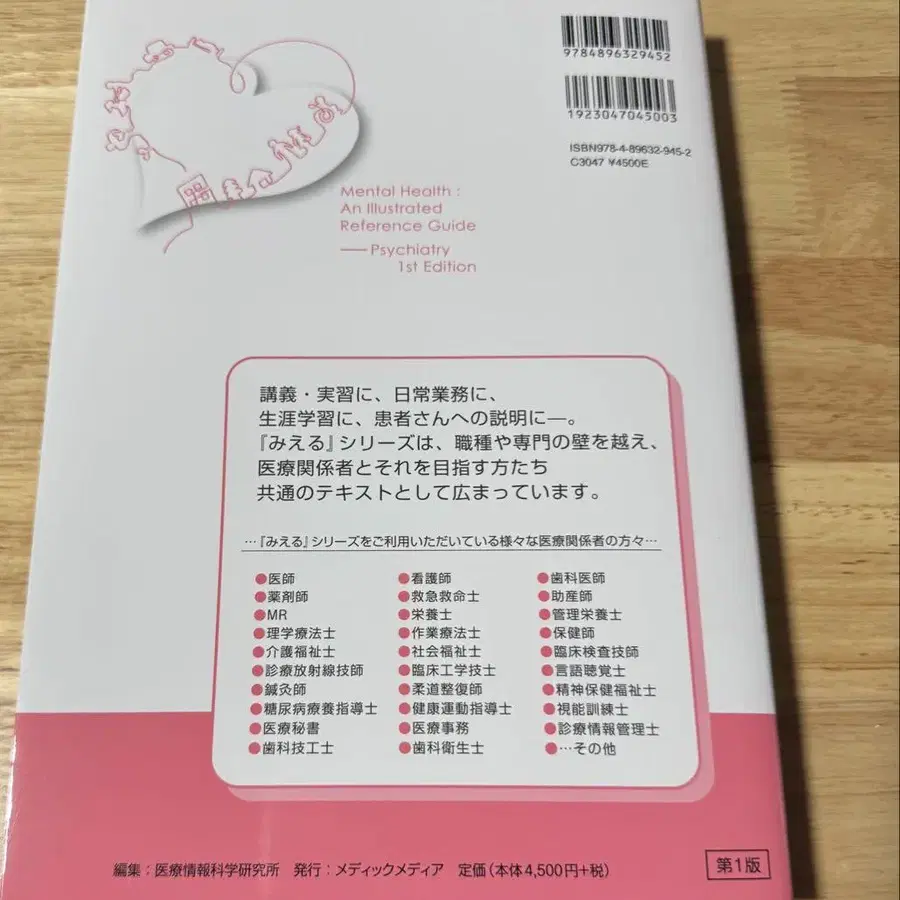 9784896329452
1923047045003
ISBN978-4-89632-945-2
C3047 ¥4500E
Mental Health :
An Illustrated
Reference Guide
Psychiatry
1st Edition
講義・実習に、日常業務に、
生涯学習に、患者さんへの説明に―。
『みえる』シリーズは、職種や専門の壁を越え、
医療関係者とそれを目指す方たち
共通のテキストとして広まっています。
…『みえる』シリーズをご利用いただいている様々な医療関係者の方々…
●医師 ●看護師 ●歯科医師
●薬剤師 ●救急救命士 ●助産師
●MR ●栄養士 ●管理栄養士
●理学療法士 ●作業療法士 ●保健師
●介護福祉士 ●社会福祉士 ●臨床検査技師
●診療放射線技師 ●臨床工学技士 ●言語聴覚士
●鍼灸師 ●柔道整復師 ●精神保健福祉士
●糖尿病療養指導士 ●健康運動指導士 ●視能訓練士
●医療秘書 ●医療事務 ●診療情報管理士
●歯科技工士 ●歯科衛生士 ●…その他
編集：医療情報科学研究所 発行：メディックメディア 定価（本体4,500円+税）
第1版